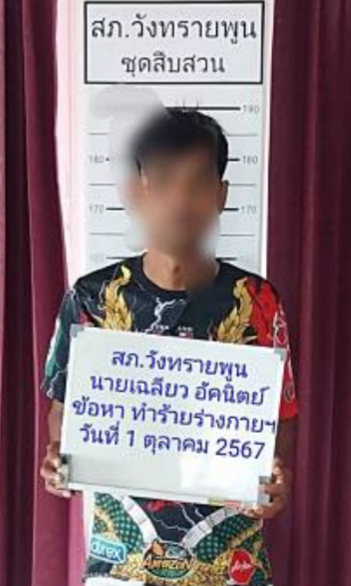 สภ.วังทรายพูน
ชุดสืบสวน
190
180
180
170
170
สภ.วังทรายพูน
นายเฉลียว อัคนิตย์
ข้อหา ทำร้ายร่างกายฯ
วันที่ 1 ตุลาคม 2567
durex
AmazoN
AirAsia